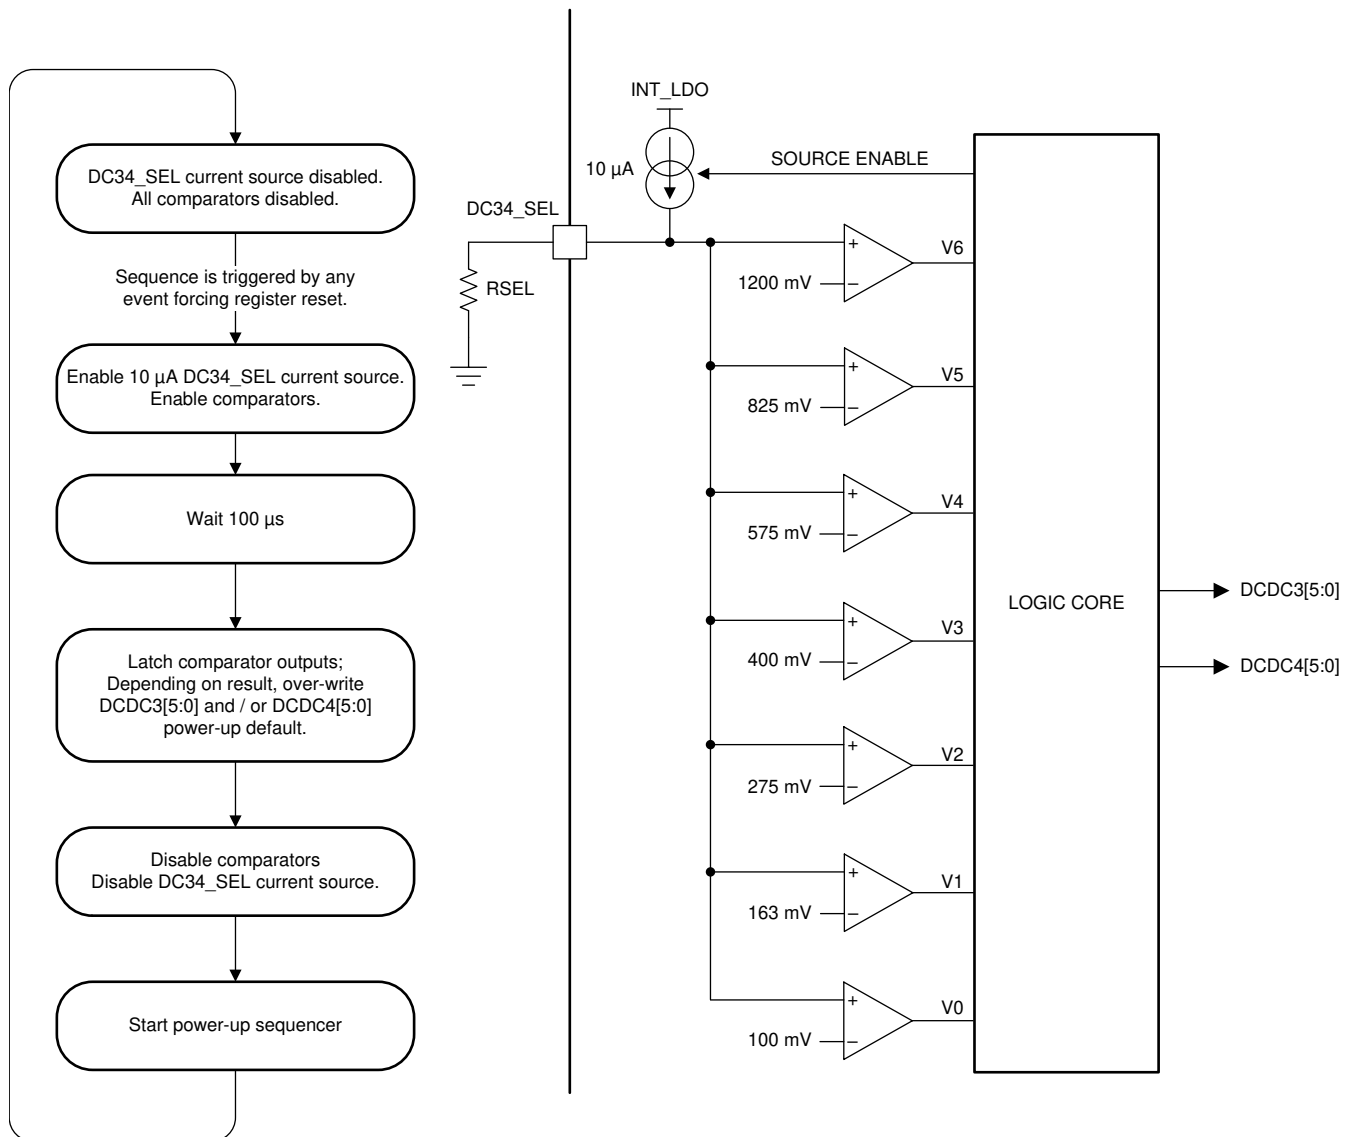 DC34_SEL current source disabled.
All comparators disabled.
Sequence is triggered by any
event forcing register reset.
Enable 10 µA DC34_SEL current source.
Enable comparators.
Wait 100 µs
Latch comparator outputs;
Depending on result, over-write
DCDC3[5:0] and / or DCDC4[5:0]
power-up default.
Disable comparators
Disable DC34_SEL current source.
Start power-up sequencer
INT_LDO
10 µA
SOURCE ENABLE
DC34_SEL
RSEL
+
1200 mV
–
V6
+
825 mV
–
V5
+
575 mV
–
V4
+
400 mV
–
V3
+
275 mV
–
V2
+
163 mV
–
V1
+
100 mV
–
V0
LOGIC CORE
DCDC3[5:0]
DCDC4[5:0]